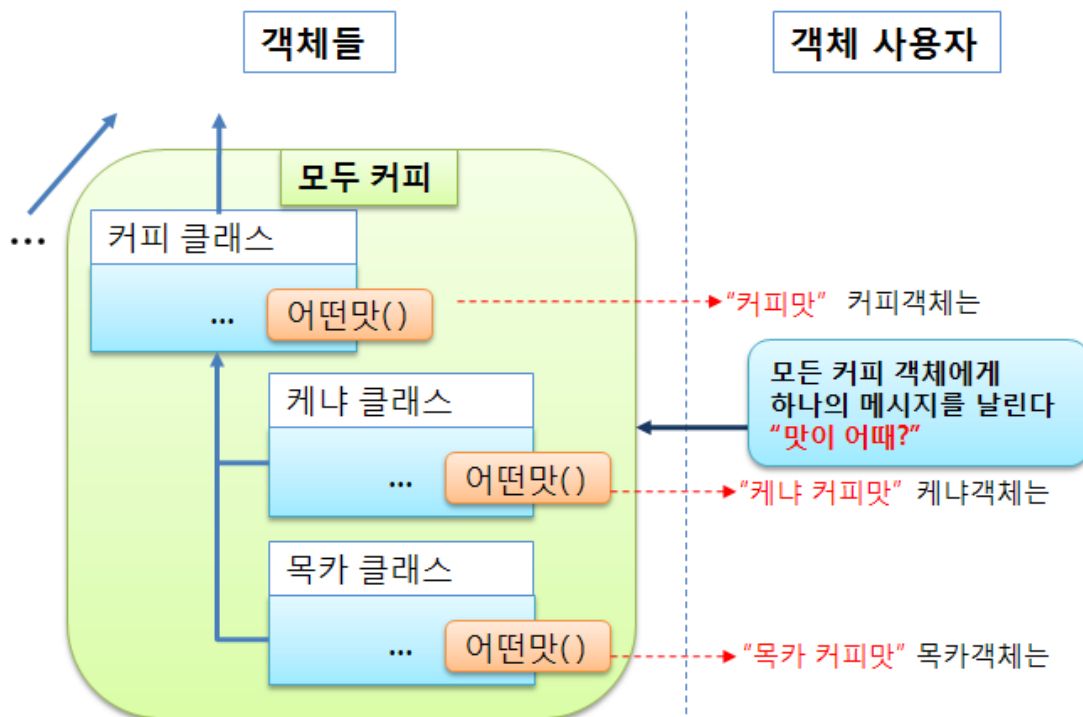 객체들
객체 사용자
모두 커피
...
커피 클래스
... 어떤맛()
"커피맛" 커피객체는
모든 커피 객체에게
하나의 메시지를 날린다
"맛이 어때?"
케냐 클래스
... 어떤맛()
"케냐 커피맛" 케냐객체는
목카 클래스
... 어떤맛()
"목카 커피맛" 목카객체는